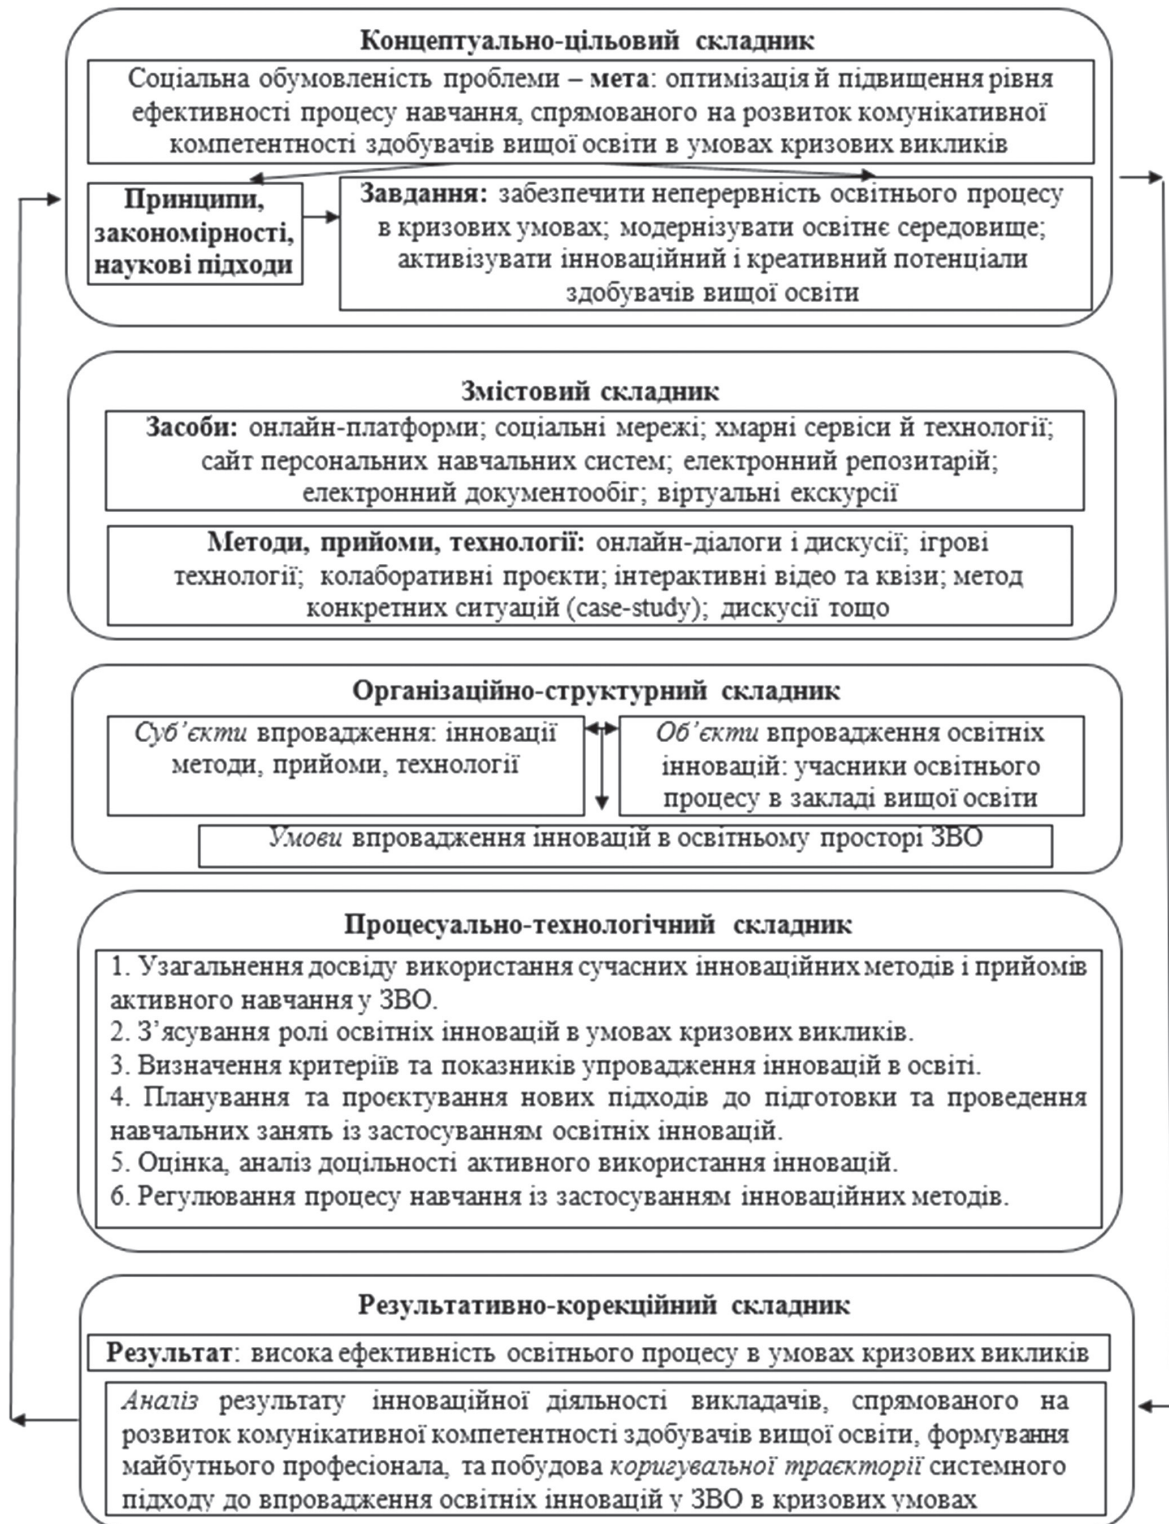 Концептуально-цільовий складник
Соціальна обумовленість проблеми – мета: оптимізація й підвищення рівня
ефективності процесу навчання, спрямованого на розвиток комунікативної
компетентності здобувачів вищої освіти в умовах кризових викликів
Принципи,
закономірності,
наукові підходи
Завдання: забезпечити неперервність освітнього процесу
в кризових умовах; модернізувати освітнє середовище;
активізувати інноваційний і креативний потенціали
здобувачів вищої освіти
Змістовий складник
Засоби: онлайн-платформи; соціальні мережі; хмарні сервіси й технології;
сайт персональних навчальних систем; електронний репозитарій;
електронний документообіг; віртуальні екскурсії
Методи, прийоми, технології: онлайн-діалоги і дискусії; ігрові
технології; колаборативні проєкти; інтерактивні відео та квізи; метод
конкретних ситуацій (case-study); дискусії тощо
Організаційно-структурний складник
Суб’єкти впровадження: інновації
методи, прийоми, технології
Об’єкти впровадження освітніх
інновацій: учасники освітнього
процесу в закладі вищої освіти
Умови впровадження інновацій в освітньому просторі ЗВО
Процесуально-технологічний складник
1. Узагальнення досвіду використання сучасних інноваційних методів і прийомів
активного навчання у ЗВО.
2. З’ясування ролі освітніх інновацій в умовах кризових викликів.
3. Визначення критеріїв та показників упровадження інновацій в освіті.
4. Планування та проєктування нових підходів до підготовки та проведення
навчальних занять із застосуванням освітніх інновацій.
5. Оцінка, аналіз доцільності активного використання інновацій.
6. Регулювання процесу навчання із застосуванням інноваційних методів.
Результативно-корекційний складник
Результат: висока ефективність освітнього процесу в умовах кризових викликів
Аналіз результату інноваційної діяльності викладачів, спрямованого на
розвиток комунікативної компетентності здобувачів вищої освіти, формування
майбутнього професіонала, та побудова коригувальної траєкторії системного
підходу до впровадження освітніх інновацій у ЗВО в кризових умовах